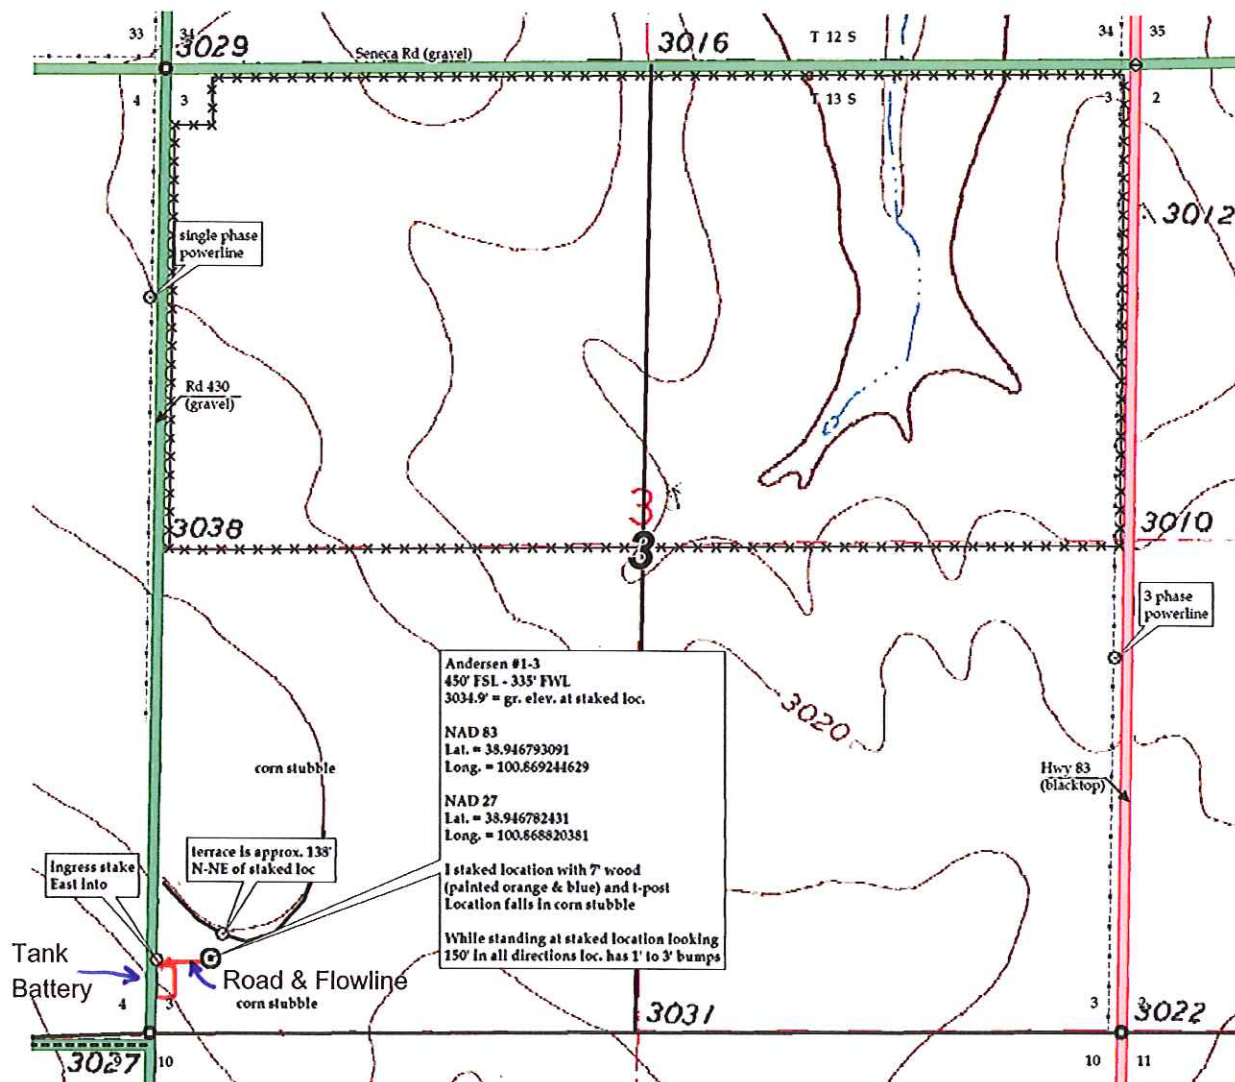 33 34
3029
3016
T 12 S
34 35
Seneca Rd (gravel)
4 3
T 13 S
3 2
3012
single phase
powerline
Rd 430
(gravel)
3
3038
3
3010
3 phase
powerline
Andersen #1-3
450' FSL - 335' FWL
3034.9' = gr. elev. at staked loc.
NAD 83
Lat. = 38.946793091
Long. = 100.869244629
NAD 27
Lat. = 38.946782431
Long. = 100.868820381
I staked location with 7' wood
(painted orange & blue) and t-post
Location falls in corn stubble
While standing at staked location looking
150' in all directions loc. has 1' to 3' bumps
3020
corn stubble
Hwy 83
(blacktop)
terrace is approx. 138'
N-NE of staked loc
Ingress stake
East into
Tank
Battery
Road & Flowline
corn stubble
4 3
3031
3
3022
3027
10
10 11